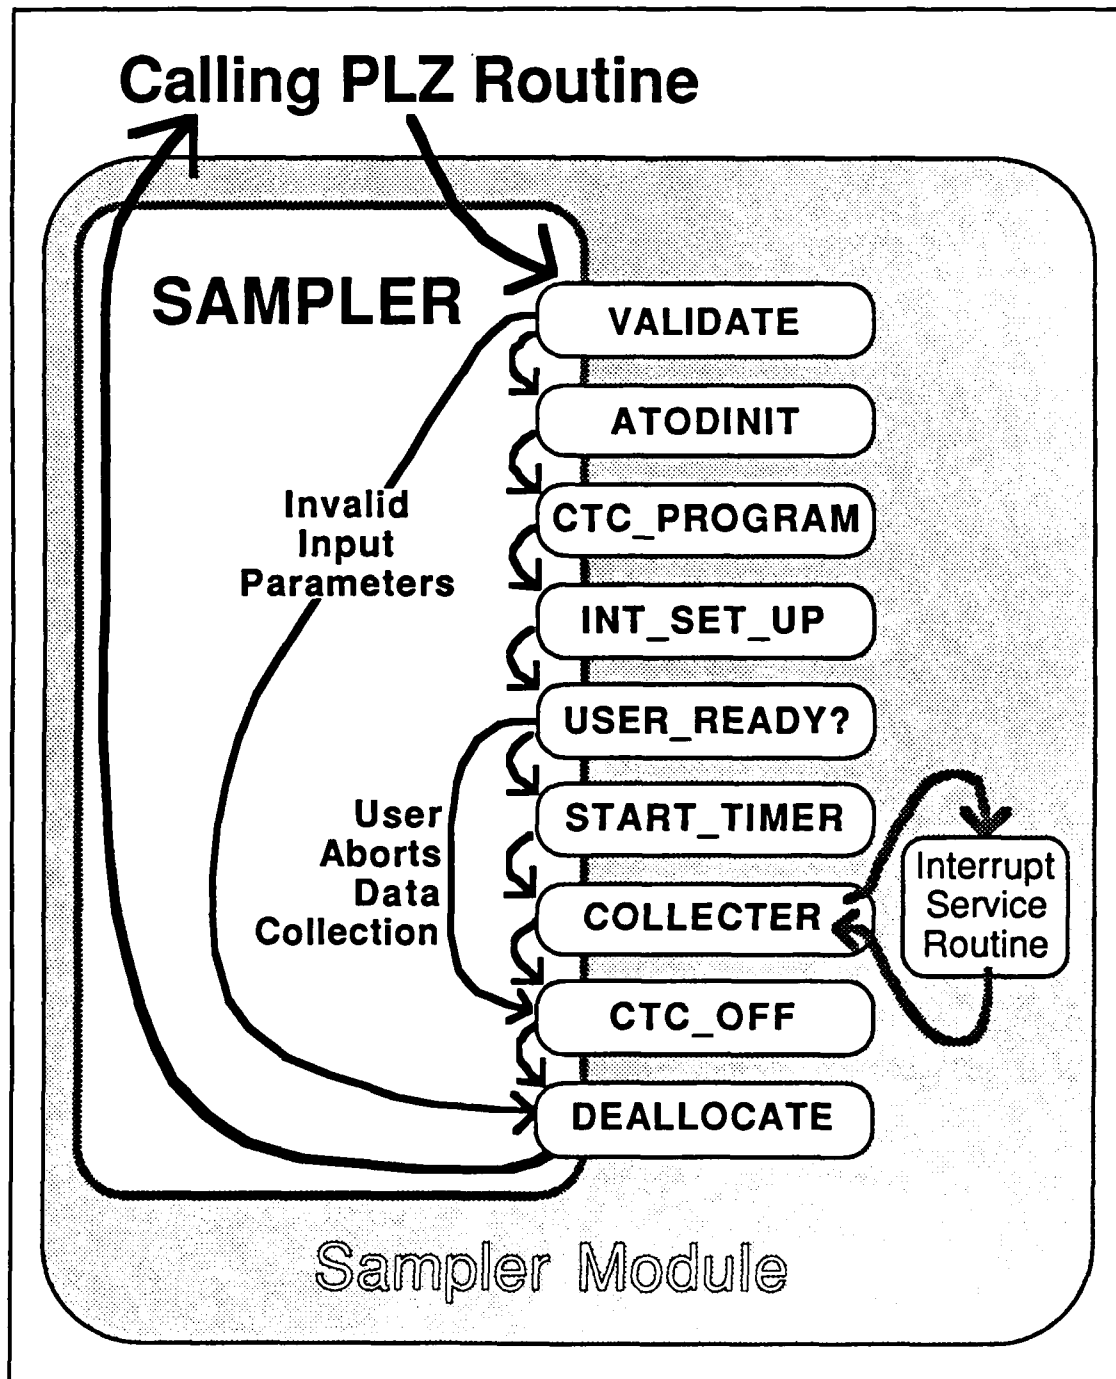 Calling PLZ Routine
SAMPLER
VALIDATE
ATODINIT
CTC_PROGRAM
INT_SET_UP
USER_READY?
START_TIMER
COLLECTER
CTC_OFF
DEALLOCATE
Invalid
Input
Parameters
User
Aborts
Data
Collection
Interrupt
Service
Routine
Sampler Module